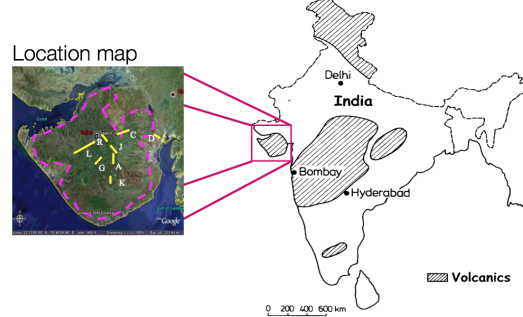 Location map
R
C
D
J
L
G
A
K
Google
Delhi
India
Bombay
Hyderabad
Volcanics
0 200 400 600 km